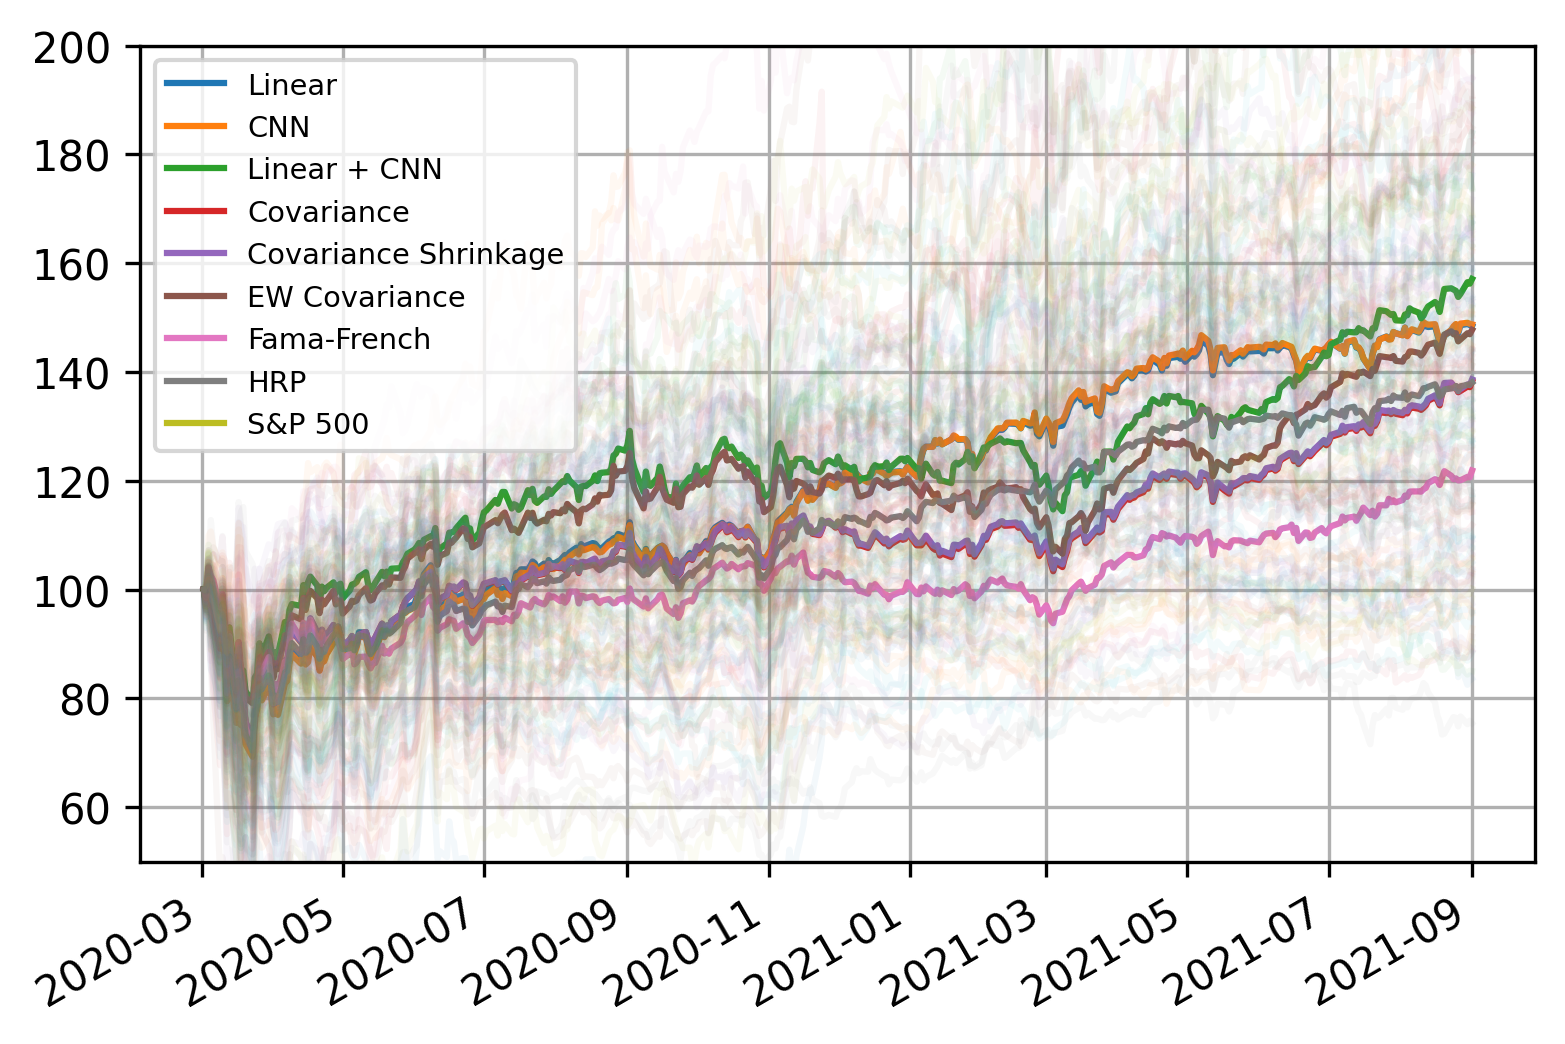 200
180
160
140
120
100
80
60
Linear
CNN
Linear + CNN
Covariance
Covariance Shrinkage
EW Covariance
Fama-French
HRP
S&P 500
2020-03
2020-05
2020-07
2020-09
2020-11
2021-01
2021-03
2021-05
2021-07
2021-09